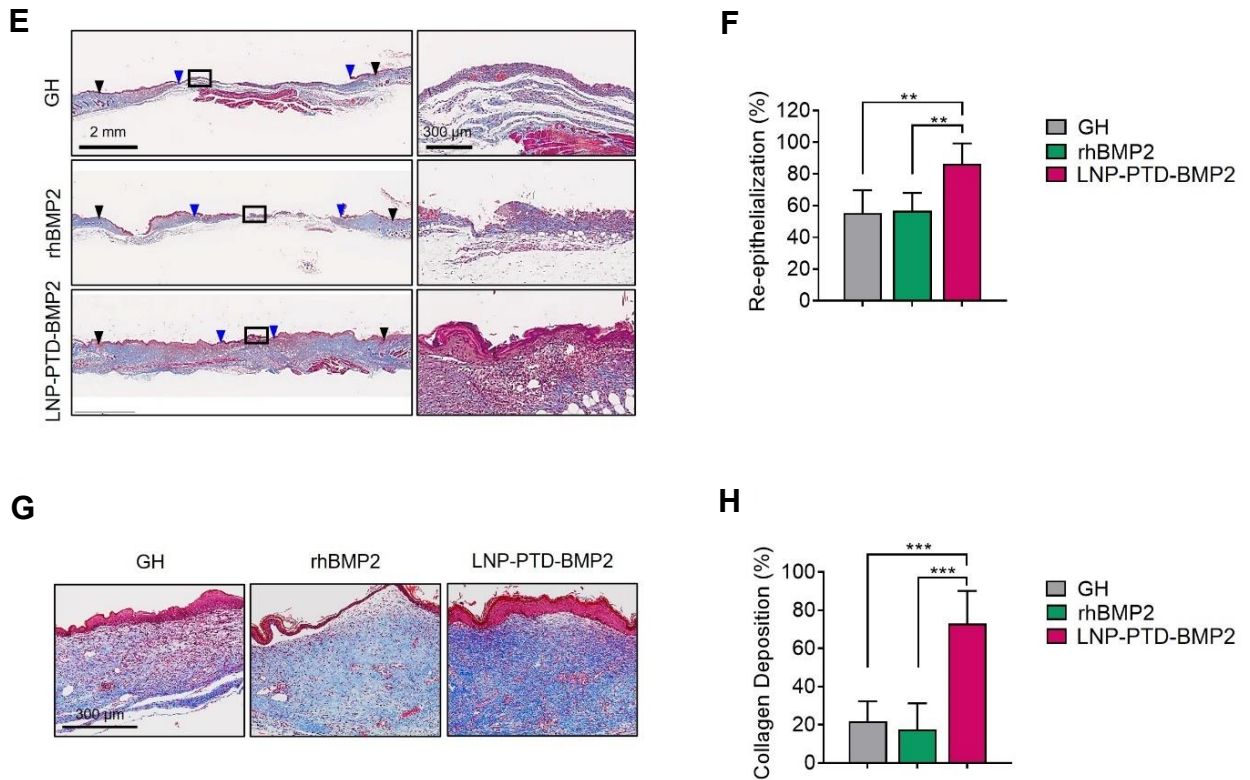 E
GH
2 mm
300 µm
rhBMP2
LNP-PTD-BMP2
F
Re-epithelialization (%)
120
100
80
60
40
20
0
**
**
GH
rhBMP2
LNP-PTD-BMP2
G
GH
rhBMP2
LNP-PTD-BMP2
300 µm
H
Collagen Deposition (%)
100
80
60
40
20
0
***
***
GH
rhBMP2
LNP-PTD-BMP2